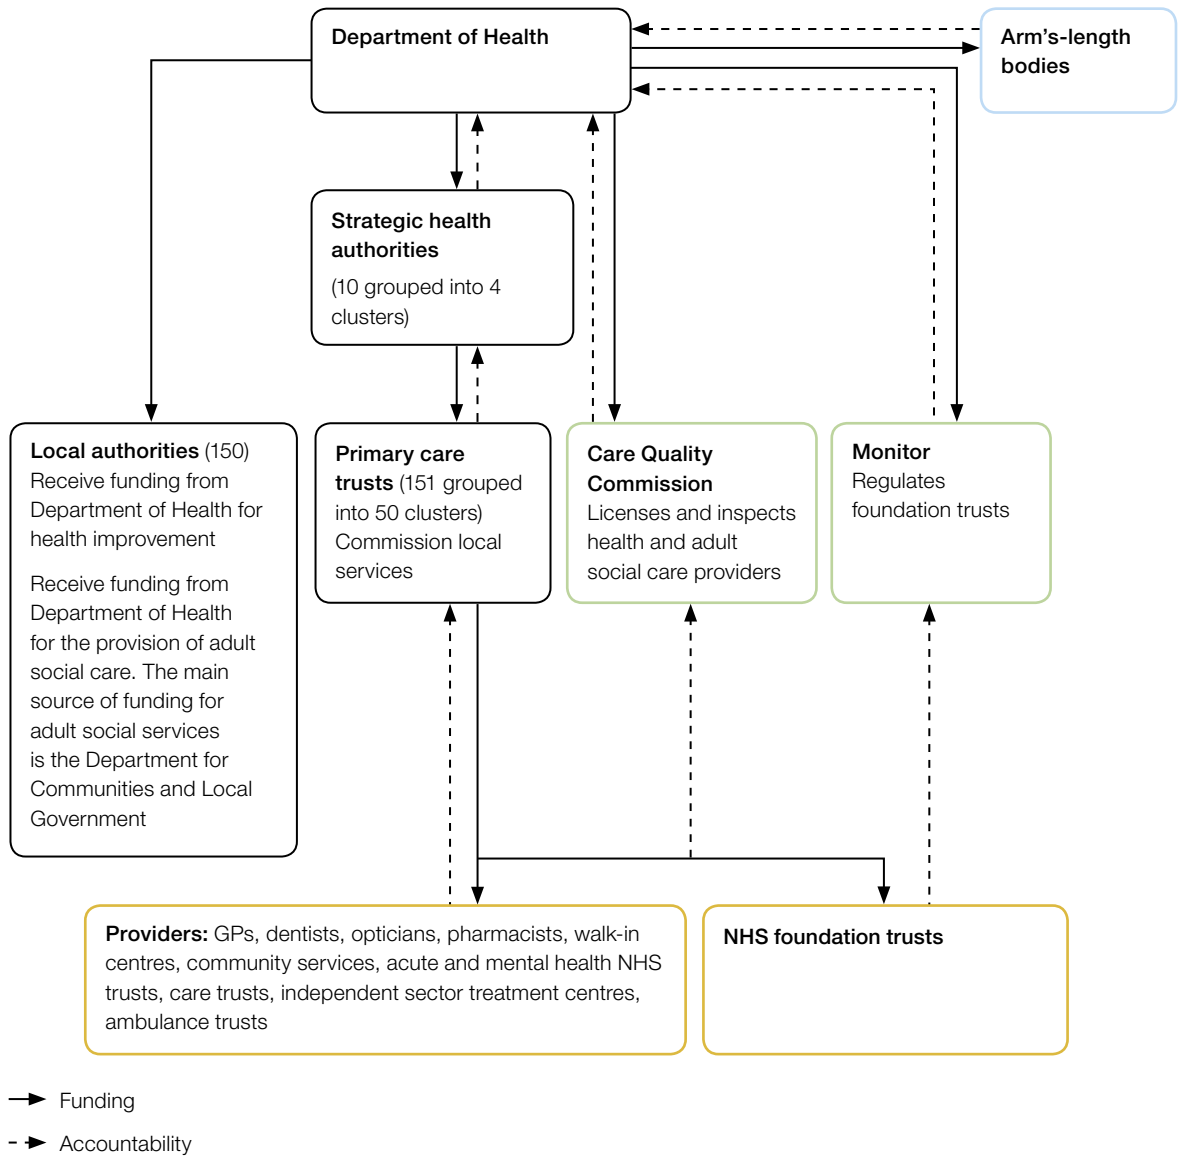 Department of Health
Arm's-length
bodies
Strategic health
authorities
(10 grouped into 4
clusters)
Local authorities (150)
Receive funding from
Department of Health for
health improvement
Receive funding from
Department of Health
for the provision of adult
social care. The main
source of funding for
adult social services
is the Department for
Communities and Local
Government
Primary care
trusts (151 grouped
into 50 clusters)
Commission local
services
Care Quality
Commission
Licenses and inspects
health and adult
social care providers
Monitor
Regulates
foundation trusts
Providers: GPs, dentists, opticians, pharmacists, walk-in
centres, community services, acute and mental health NHS
trusts, care trusts, independent sector treatment centres,
ambulance trusts
NHS foundation trusts
Funding
Accountability